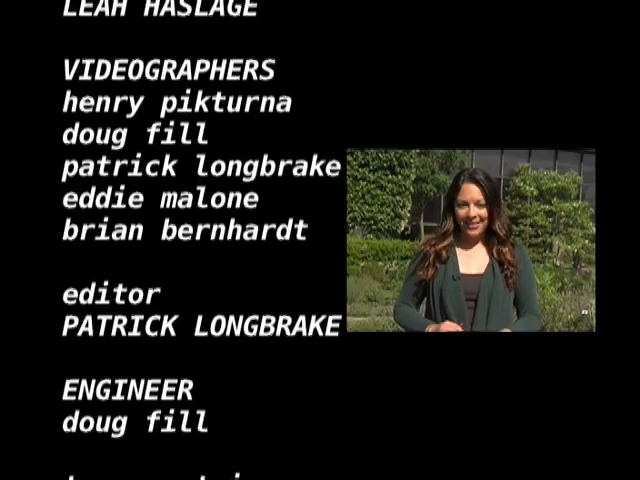 LEAH HASLAGE
VIDEOGRAPHERS
henry pikturna
doug fill
patrick longbrake
eddie malone
brian bernhardt
editor
PATRICK LONGBRAKE
ENGINEER
doug fill